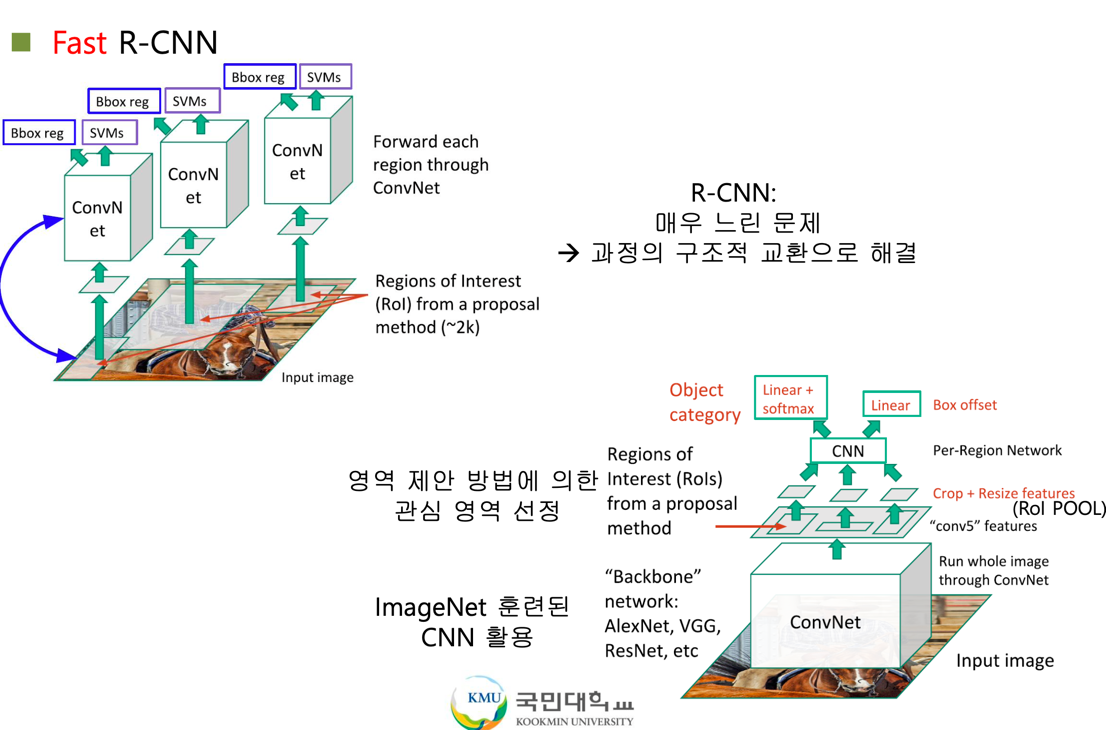 Fast R-CNN
Bbox reg
SVMs
Bbox reg
SVMs
Bbox reg
SVMs
ConvN
et
ConvN
et
ConvN
et
Forward each
region through
ConvNet
Regions of Interest
(RoI) from a proposal
method (~2k)
Input image
R-CNN:
매우 느린 문제
→ 과정의 구조적 교환으로 해결
Object
category
Linear +
softmax
Linear
Box offset
CNN
Per-Region Network
Regions of
Interest (RoIs)
from a proposal
method
영역 제안 방법에 의한
관심 영역 선정
Crop + Resize features
(RoI POOL)
“conv5” features
Run whole image
through ConvNet
“Backbone”
network:
AlexNet, VGG,
ResNet, etc
ImageNet 훈련된
CNN 활용
ConvNet
Input image
KMU
국민대학교
KOOKMIN UNIVERSITY